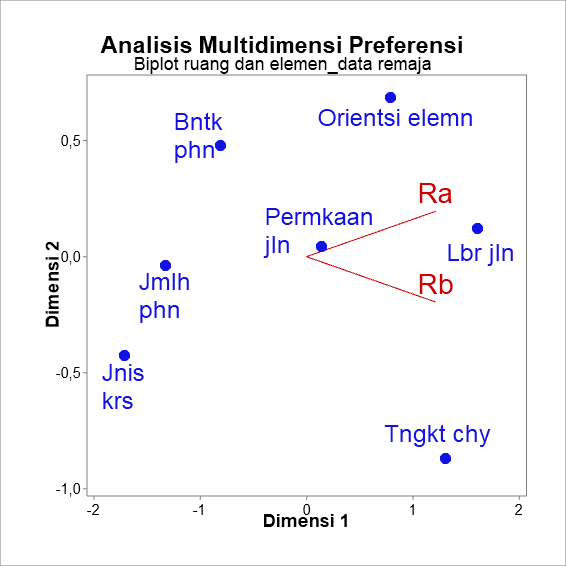 Analisis Multidimensi Preferensi
Biplot ruang dan elemen_data remaja
Orientsi elemn
Bntk
phn
0,5
Ra
Permkaan
jln
Lbr jln
0,0
Rb
Jmlh
phn
Jnis
krs
-0,5
Tngkt chy
-1,0
Dimensi 2
-2
-1
0
1
2
Dimensi 1